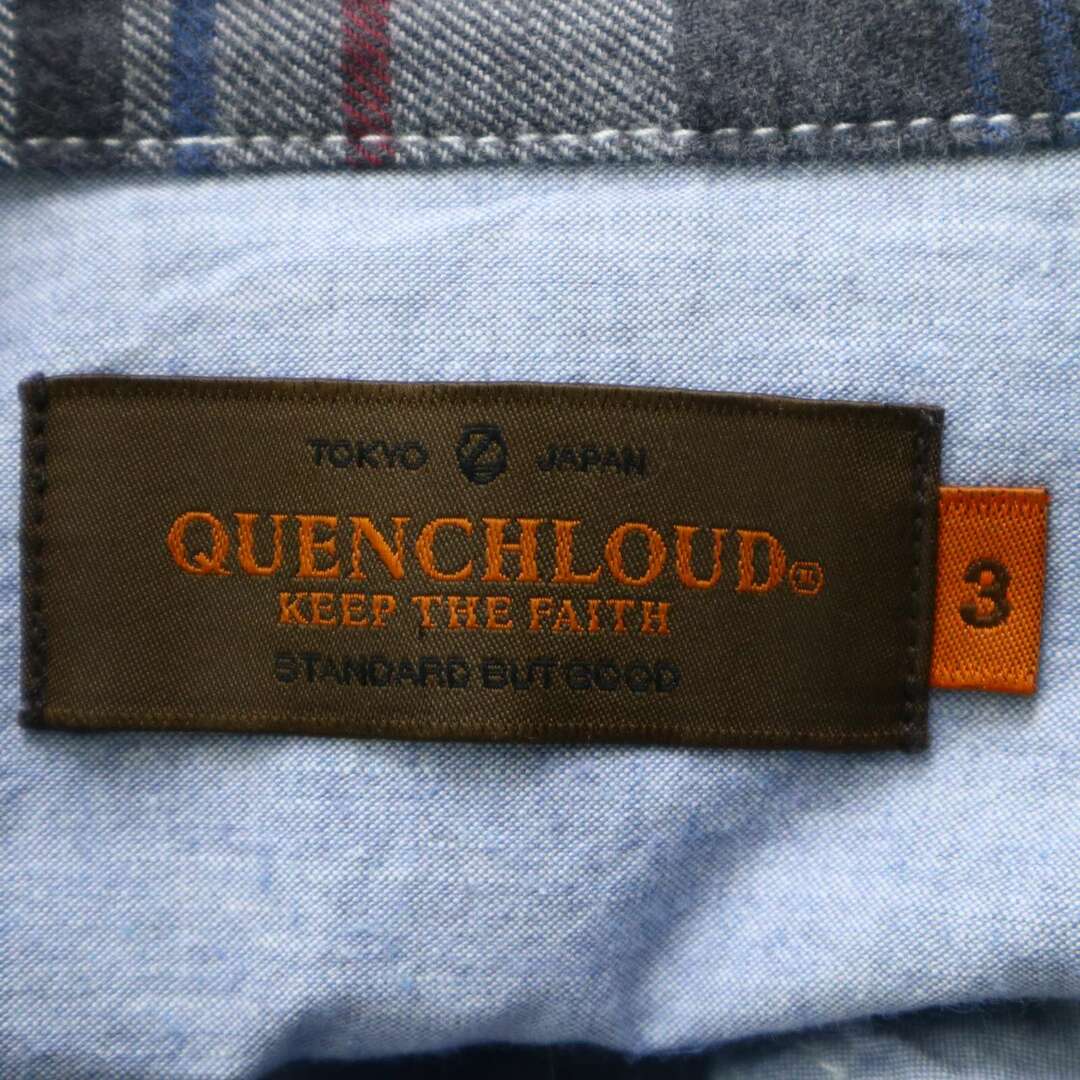 TOKYO JAPAN
QUENCHLOUD®
KEEP THE FAITH
STANDARD BUT GOOD
3